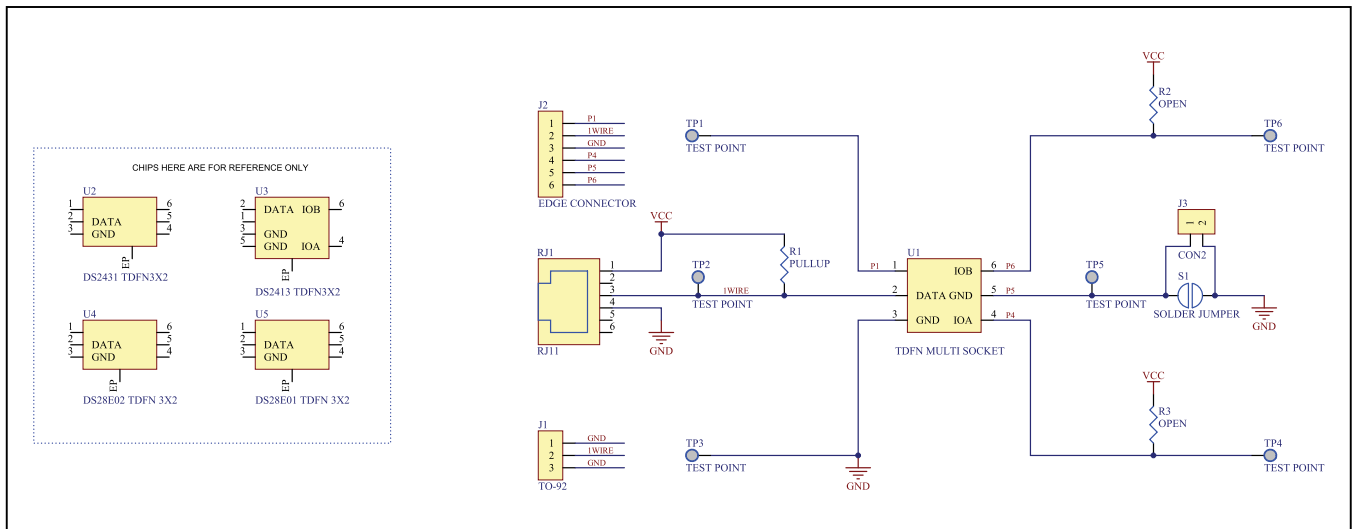 CHIPS HERE ARE FOR REFERENCE ONLY
U2
1 6
2 DATA 5
3 GND 4
EP
DS2431 TDFN3X2
U3
2 DATA IOB 6
1
3 GND
5 GND IOA 4
EP
DS2413 TDFN3X2
U4
1 6
2 DATA 5
3 GND 4
EP
DS28E02 TDFN 3X2
U5
1 6
2 DATA 5
3 GND 4
EP
DS28E01 TDFN 3X2
J2
1 P1
2 1WIRE
3 GND
4 P4
5 P5
6 P6
EDGE CONNECTOR
RJ1
1
2
3
4
5
6
RJ11
VCC
GND
J1
1 GND
2 1WIRE
3 GND
TO-92
TP1
TEST POINT
TP2
TEST POINT
1WIRE
R1
PULLUP
TP3
TEST POINT
GND
U1
P1 1 IOB 6 P6
2 DATA GND 5 P5
3 GND IOA 4 P4
TDFN MULTI SOCKET
VCC
R2
OPEN
TP6
TEST POINT
J3
1 2
CON2
TP5
TEST POINT
S1
SOLDER JUMPER
GND
VCC
R3
OPEN
TP4
TEST POINT